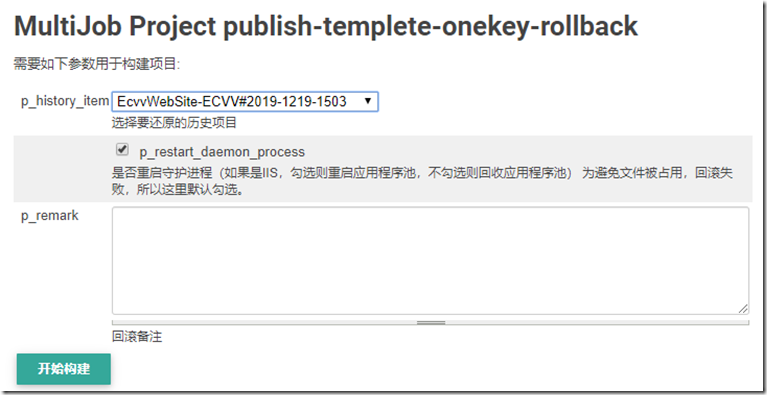 MultiJob Project publish-templete-onekey-rollback
需要如下参数用于构建项目:
p_history_item EcvvWebSite-ECVV#2019-1219-1503
选择要还原的历史项目
p_restart_daemon_process
是否重启守护进程（如果是IIS，勾选则重启应用程序池，不勾选则回收应用程序池） 为避免文件被占用，回滚失
败，所以这里默认勾选。
p_remark
回滚备注
开始构建